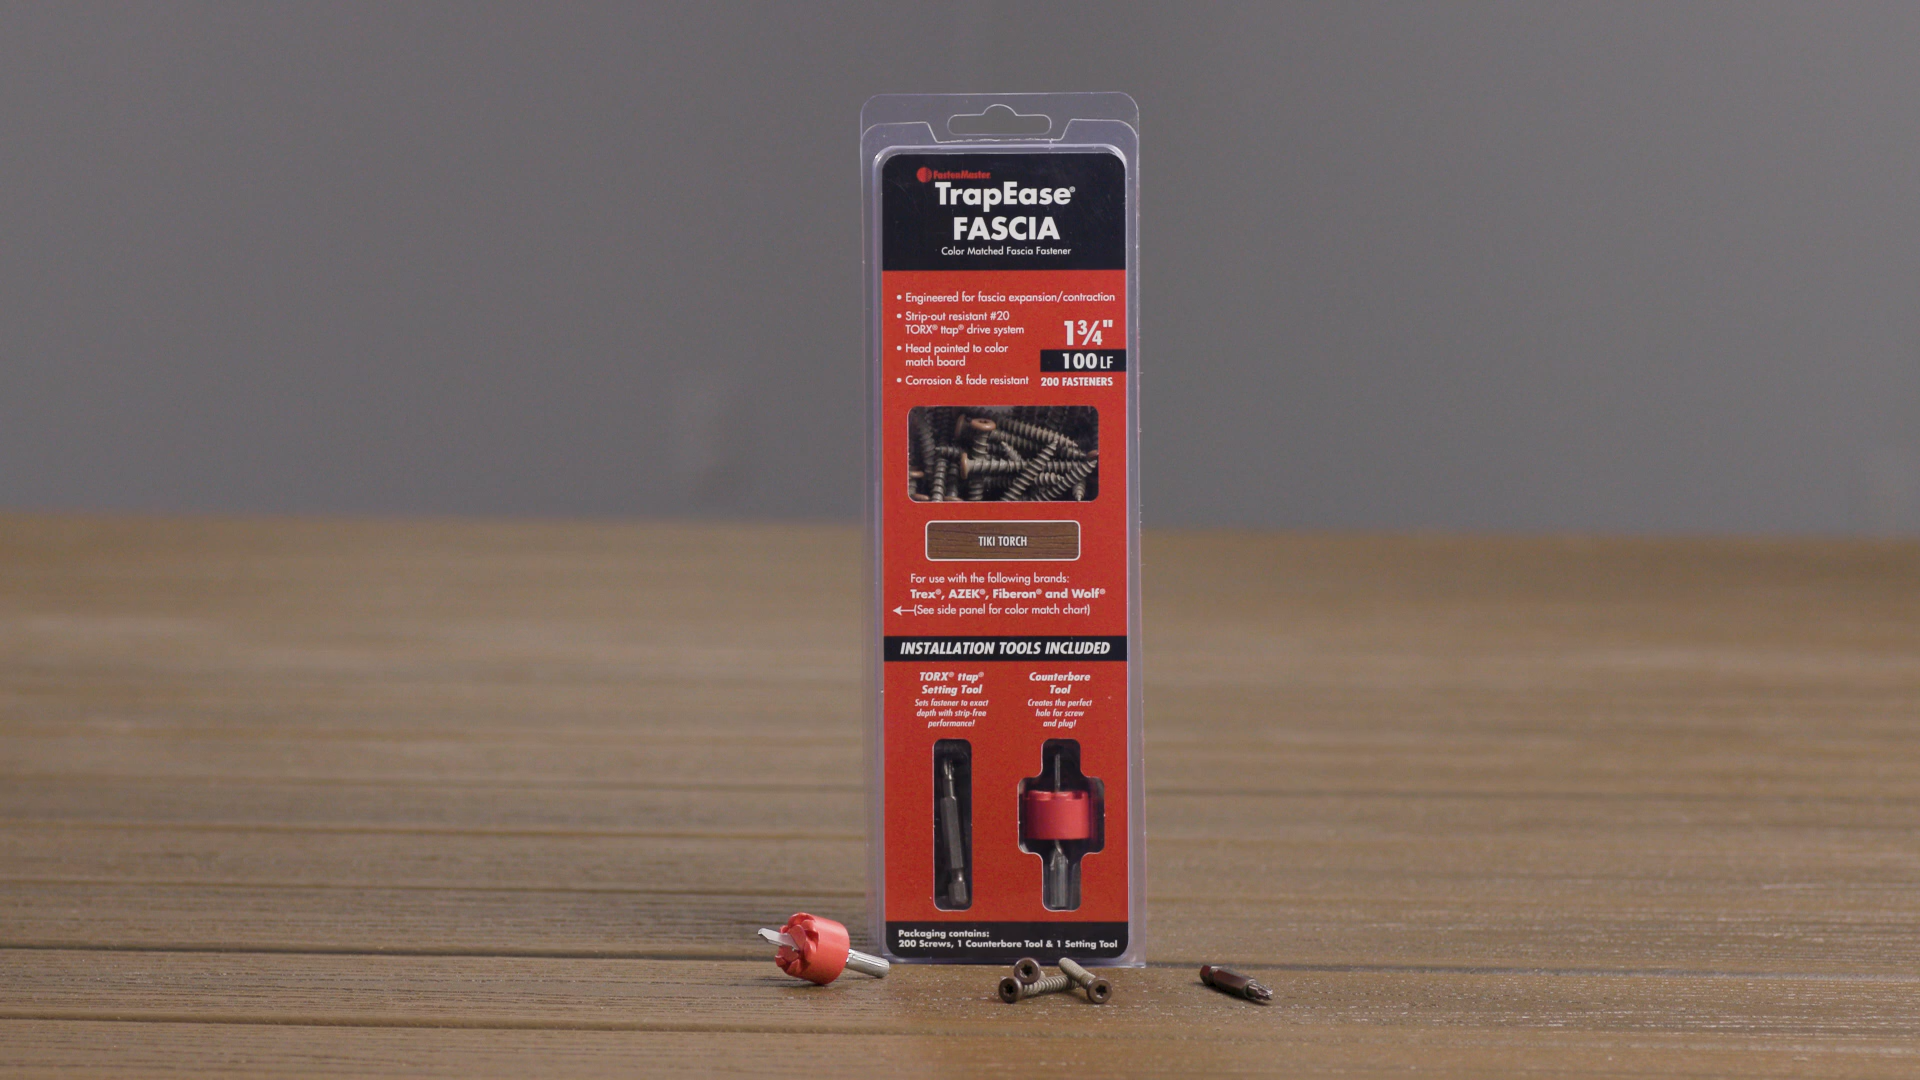 FastenMaster
TrapEase®
FASCIA
Color Matched Fascia Fastener
• Engineered for fascia expansion/contraction
• Strip-out resistant #20
TORX® ttap® drive system
• Head painted to color
match board
• Corrosion & fade resistant
1¾"
100 LF
200 FASTENERS
TIKI TORCH
For use with the following brands:
Trex®, AZEK®, Fiberon® and Wolf®
(See side panel for color match chart)
INSTALLATION TOOLS INCLUDED
TORX® ttap®
Setting Tool
Sets fastener to exact
depth with strip-free
performance!
Counterbore
Tool
Creates the perfect
hole for screw
and plug!
Packaging contains:
200 Screws, 1 Counterbore Tool & 1 Setting Tool